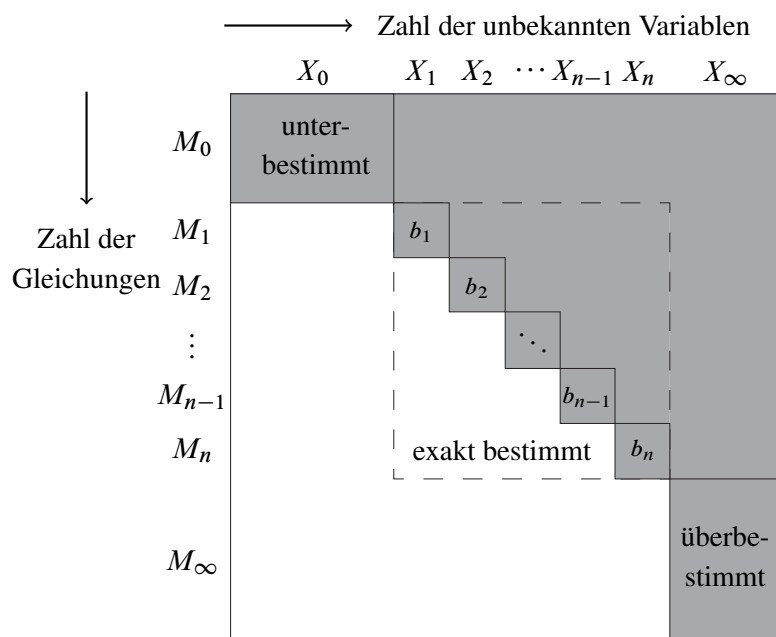 Zahl der unbekannten Variablen
X₀ X₁ X₂ ⋯ Xₙ₋₁ Xₙ X∞
M₀
unter-
bestimmt
Zahl der
Gleichungen
M₁ b₁
M₂ b₂
⋮ ⋱
Mₙ₋₁ bₙ₋₁
Mₙ exakt bestimmt bₙ
M∞
überbe-
stimmt